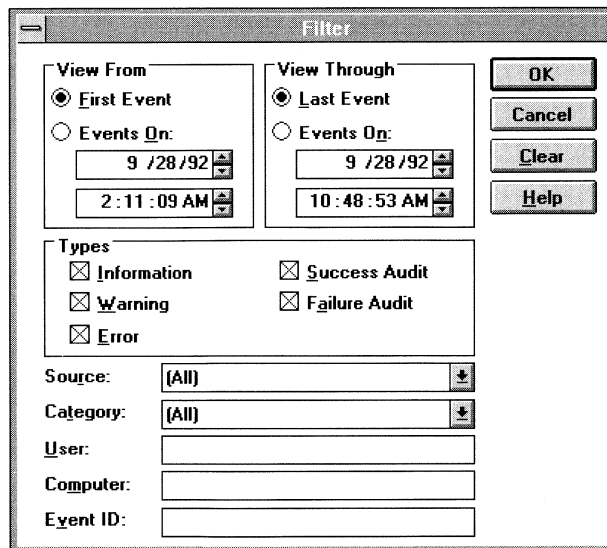 Filter
View From
First Event
Events On:
9 /28 /92
2 : 11 : 09 AM
View Through
Last Event
Events On:
9 /28 /92
10 : 48 : 53 AM
OK
Cancel
Clear
Help
Types
Information
Warning
Error
Success Audit
Failure Audit
Source: (All)
Category: (All)
User:
Computer:
Event ID: